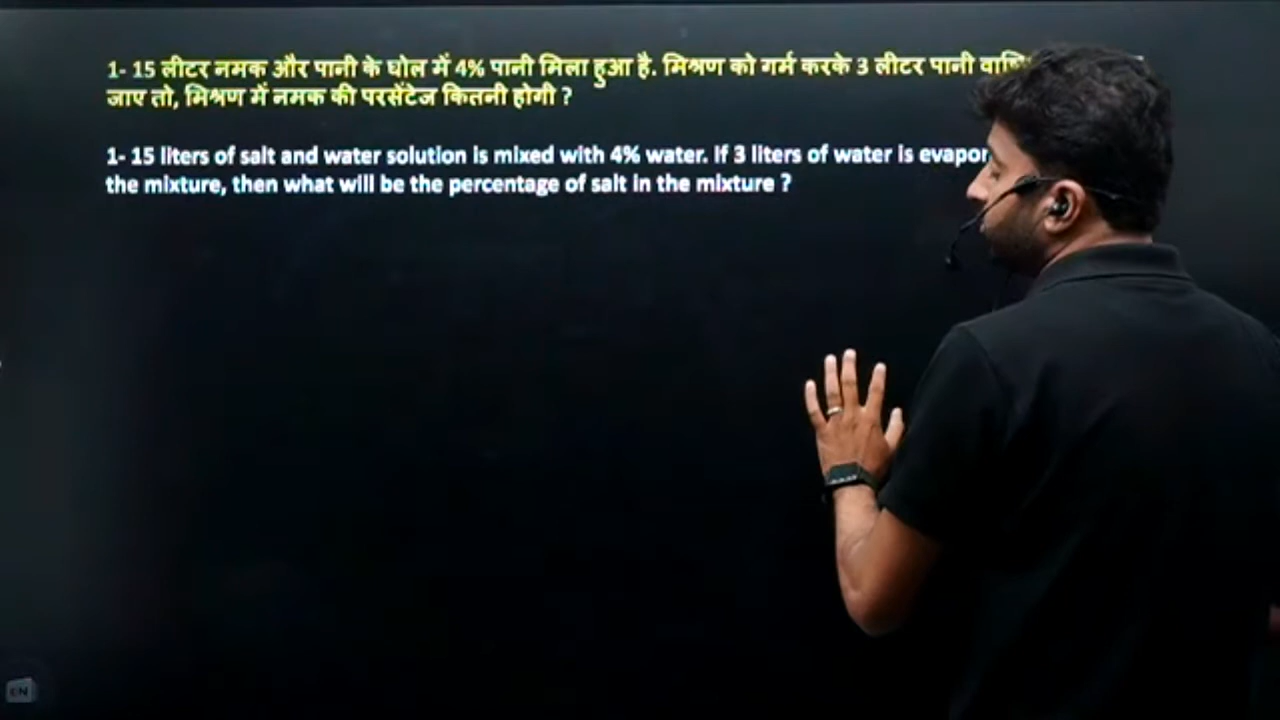 1- 15 लीटर नमक और पानी के घोल में 4% पानी मिला हुआ है. मिश्रण को गर्म करके 3 लीटर पानी
जाए तो, मिश्रण में नमक की परसेंटेज कितनी होगी ?
1- 15 liters of salt and water solution is mixed with 4% water. If 3 liters of water is
the mixture, then what will be the percentage of salt in the mixture ?
EN